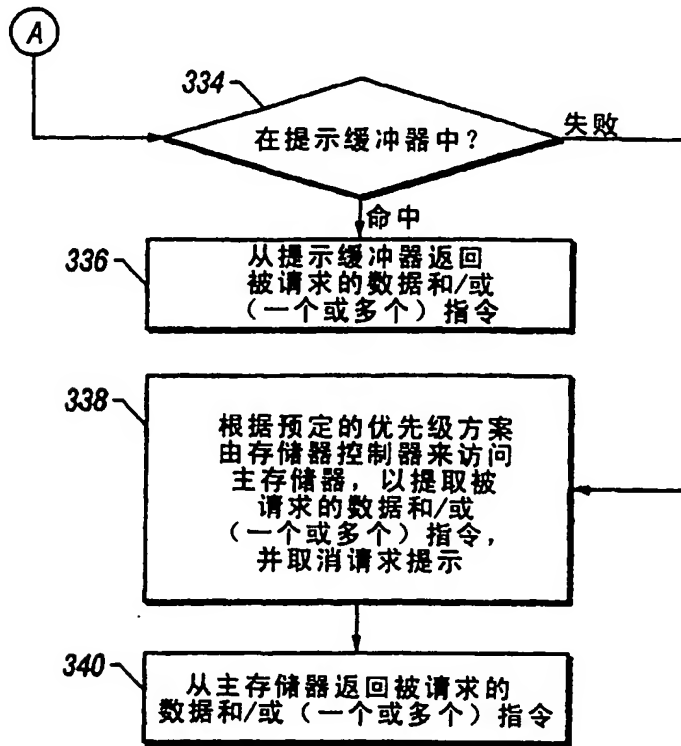 A
334
在提示缓冲器中?
失败
命中
336
从提示缓冲器返回
被请求的数据和/或
(一个或多个)指令
338
根据预定的优先级方案
由存储器控制器来访问
主存储器,以提取被
请求的数据和/或
(一个或多个)指令,
并取消请求提示
340
从主存储器返回被请求的
数据和/或(一个或多个)指令